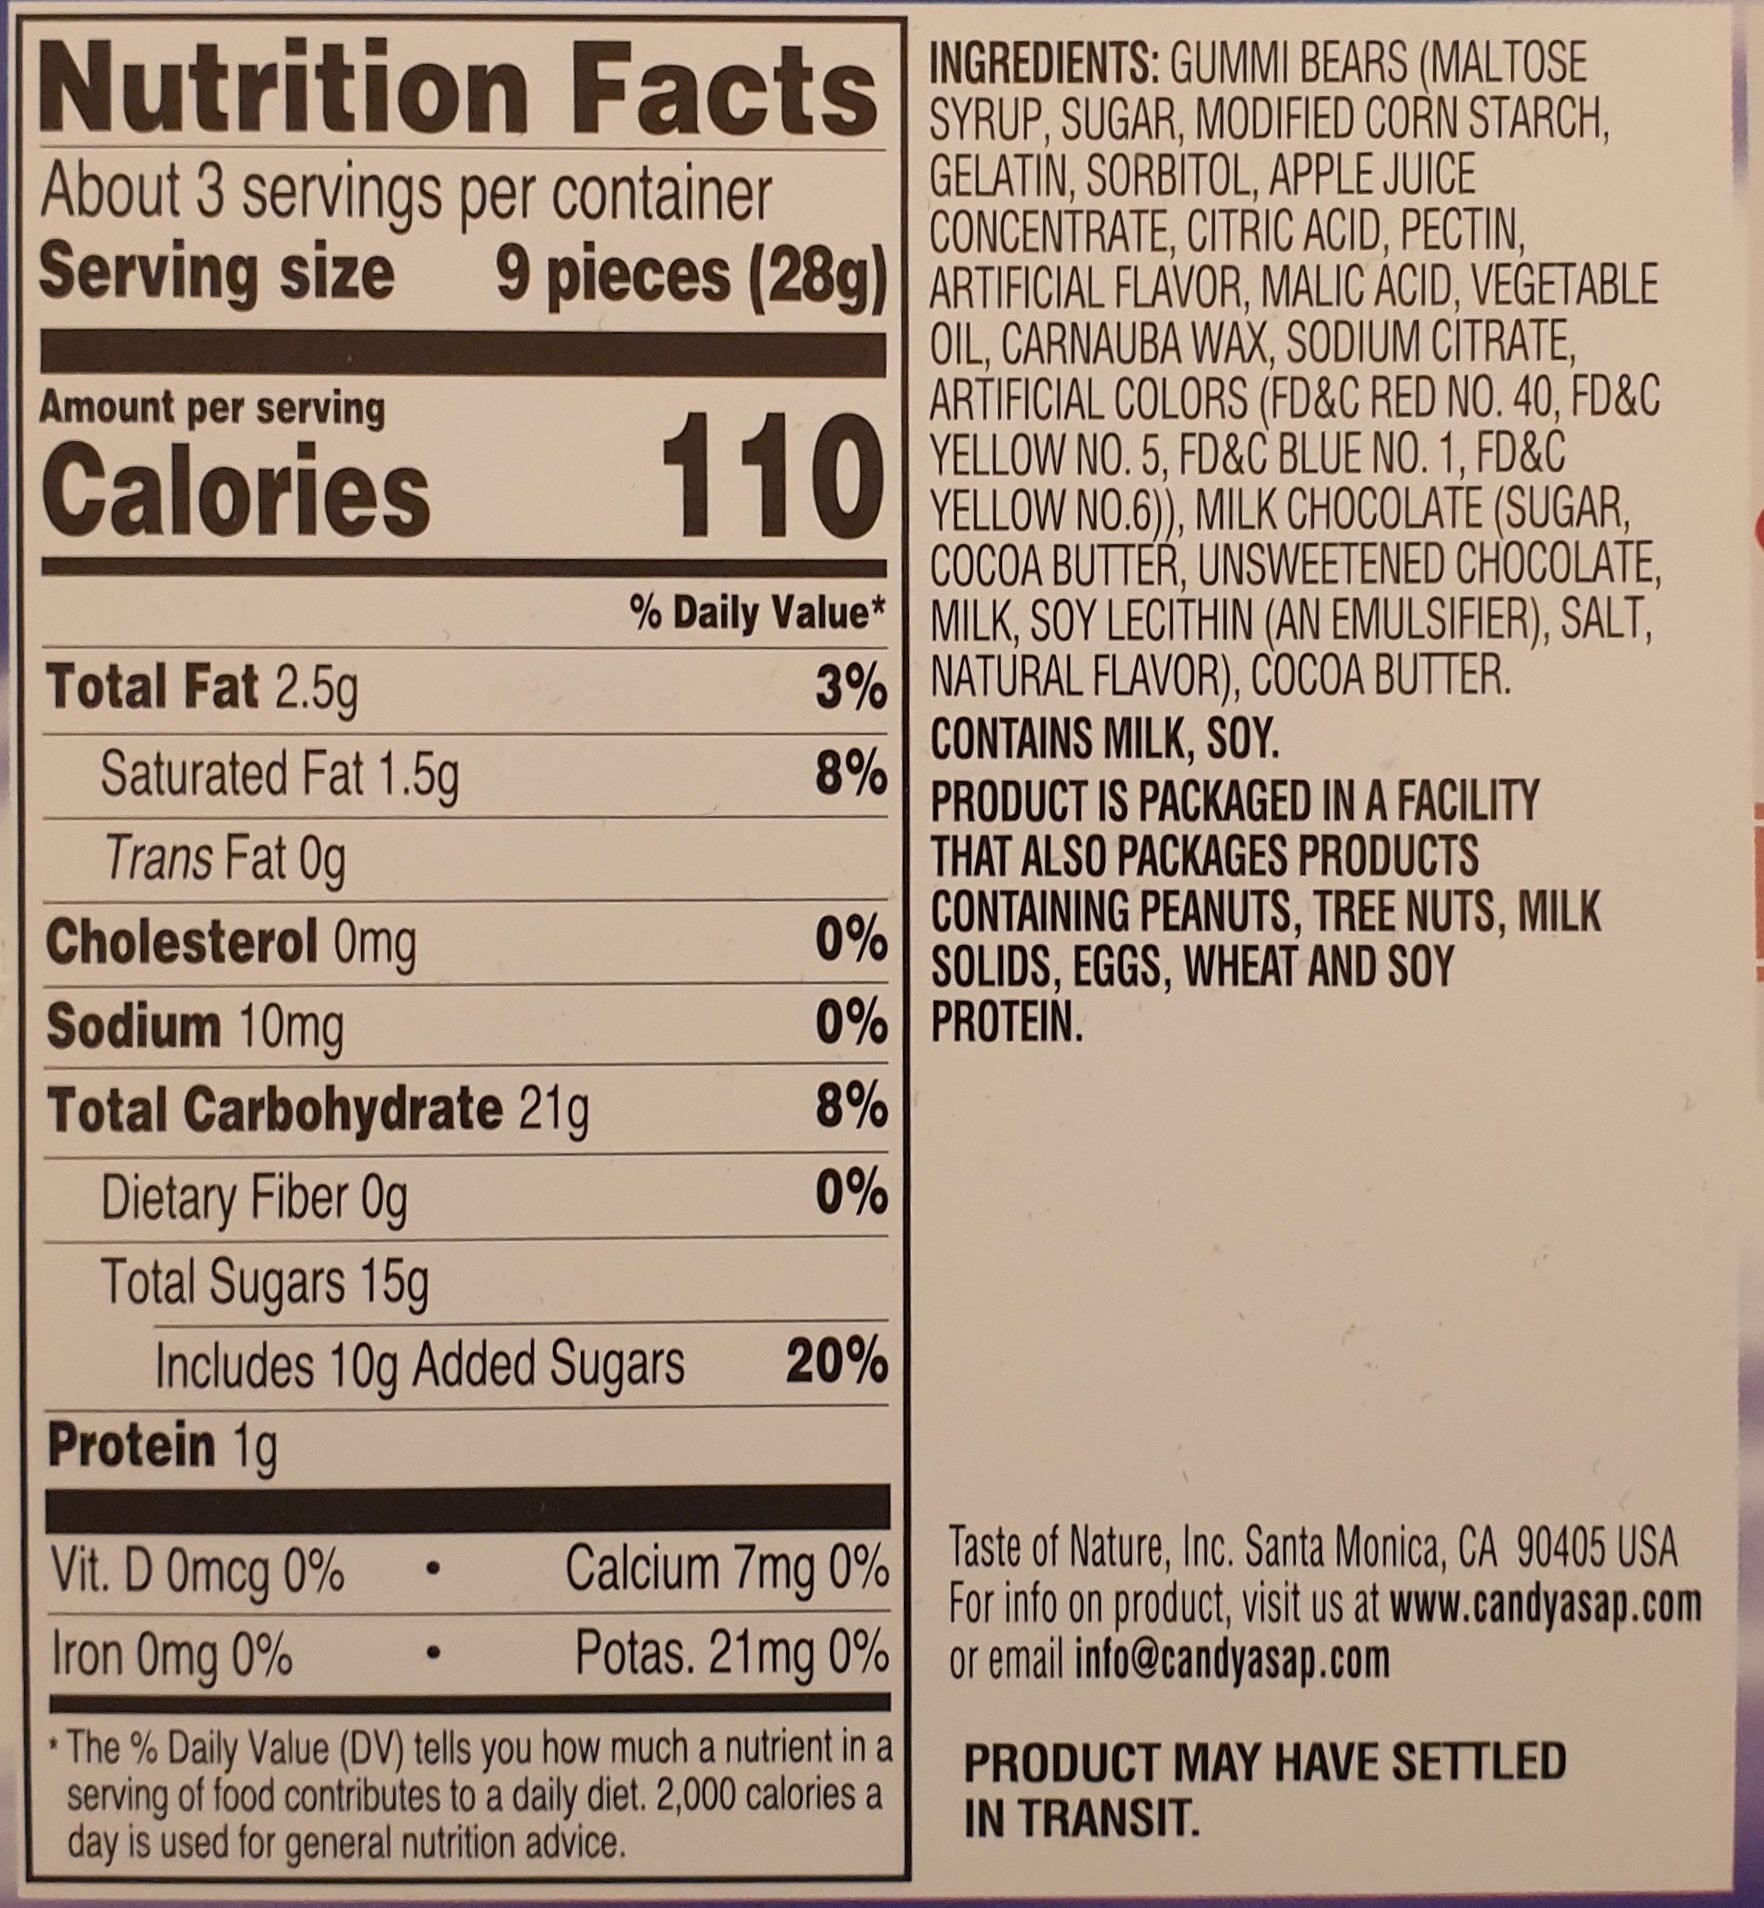 Nutrition Facts
About 3 servings per container
Serving size 9 pieces (28g)
Amount per serving
Calories 110
% Daily Value*
Total Fat 2.5g 3%
Saturated Fat 1.5g 8%
Trans Fat 0g
Cholesterol 0mg 0%
Sodium 10mg 0%
Total Carbohydrate 21g 8%
Dietary Fiber 0g 0%
Total Sugars 15g
Includes 10g Added Sugars 20%
Protein 1g
Vit. D 0mcg 0% • Calcium 7mg 0%
Iron 0mg 0% • Potas. 21mg 0%
* The % Daily Value (DV) tells you how much a nutrient in a
serving of food contributes to a daily diet. 2,000 calories a
day is used for general nutrition advice.
INGREDIENTS: GUMMI BEARS (MALTOSE
SYRUP, SUGAR, MODIFIED CORN STARCH,
GELATIN, SORBITOL, APPLE JUICE
CONCENTRATE, CITRIC ACID, PECTIN,
ARTIFICIAL FLAVOR, MALIC ACID, VEGETABLE
OIL, CARNAUBA WAX, SODIUM CITRATE,
ARTIFICIAL COLORS (FD&C RED NO. 40, FD&C
YELLOW NO. 5, FD&C BLUE NO. 1, FD&C
YELLOW NO.6)), MILK CHOCOLATE (SUGAR,
COCOA BUTTER, UNSWEETENED CHOCOLATE,
MILK, SOY LECITHIN (AN EMULSIFIER), SALT,
NATURAL FLAVOR), COCOA BUTTER.
CONTAINS MILK, SOY.
PRODUCT IS PACKAGED IN A FACILITY
THAT ALSO PACKAGES PRODUCTS
CONTAINING PEANUTS, TREE NUTS, MILK
SOLIDS, EGGS, WHEAT AND SOY
PROTEIN.
Taste of Nature, Inc. Santa Monica, CA 90405 USA
For info on product, visit us at www.candyasap.com
or email info@candyasap.com
PRODUCT MAY HAVE SETTLED
IN TRANSIT.